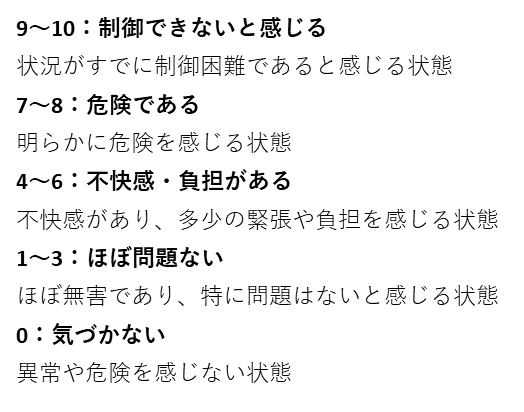 9～10：制御できないと感じる
状況がすでに制御困難であると感じる状態
7～8：危険である
明らかに危険を感じる状態
4～6：不快感・負担がある
不快感があり、多少の緊張や負担を感じる状態
1～3：ほぼ問題ない
ほぼ無害であり、特に問題はないと感じる状態
0：気づかない
異常や危険を感じない状態